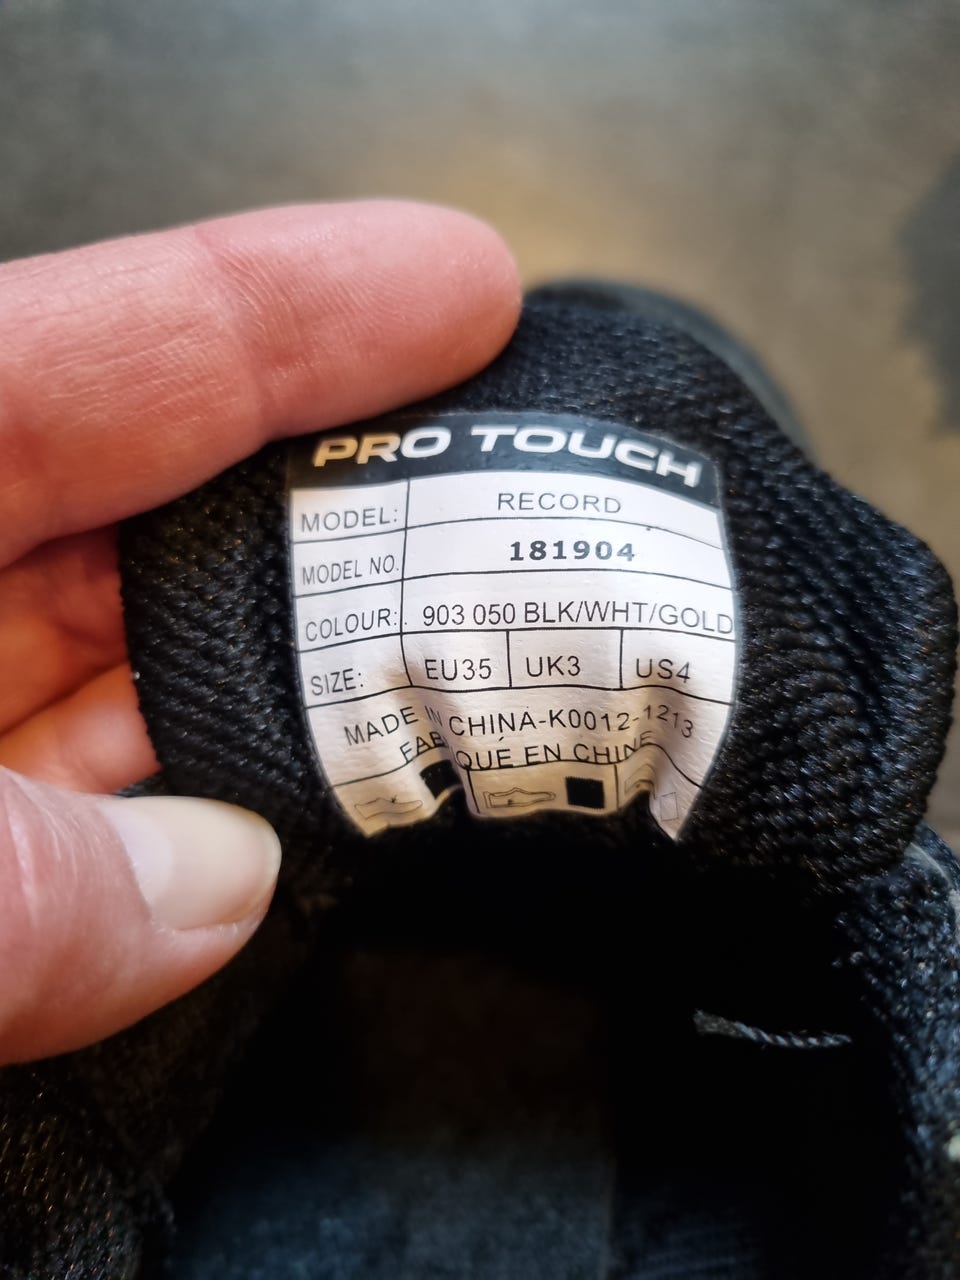 PRO TOUCH
MODEL: RECORD
MODEL NO. 181904
COLOUR: 903 050 BLK/WHT/GOLD
SIZE: EU35 UK3 US4
MADE IN CHINA-K0012-1213
FABRIQUÉ EN CHINE